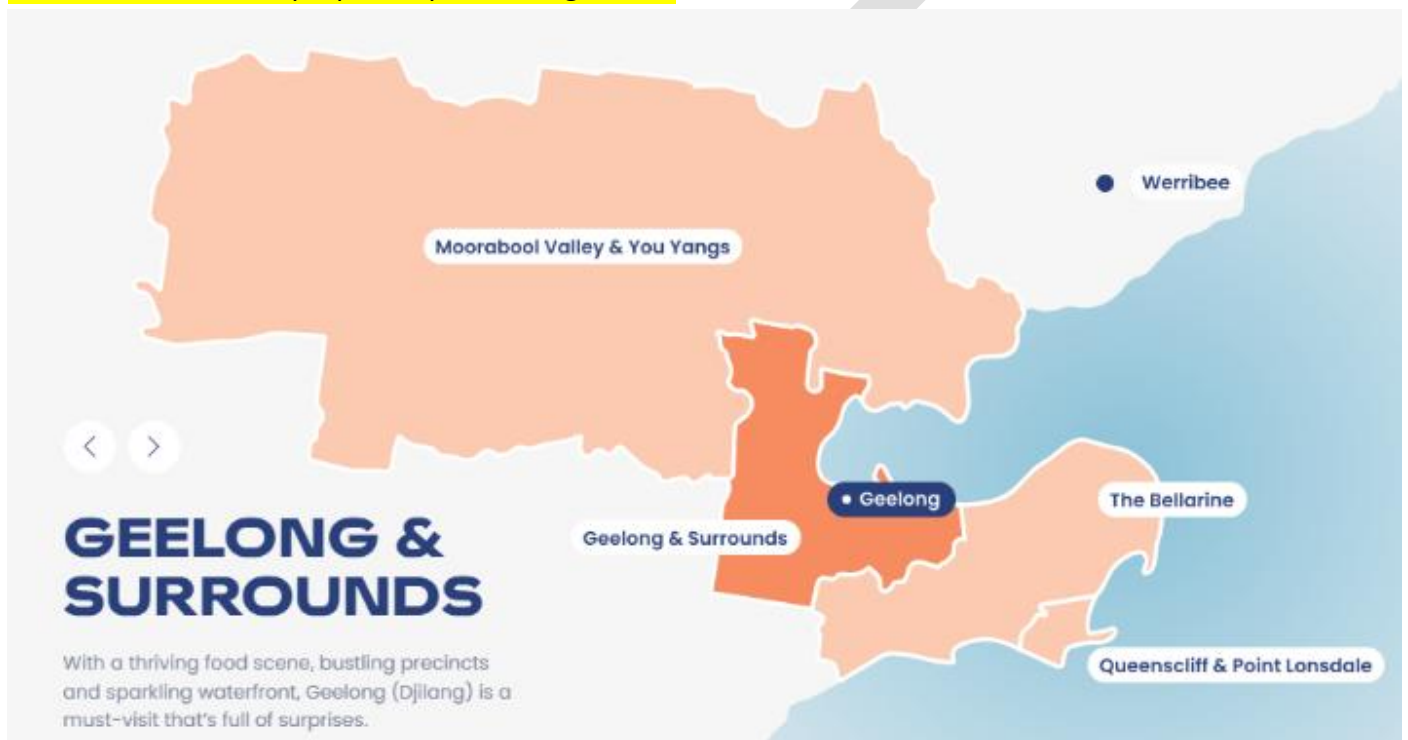 Werribee
Moorabool Valley & You Yangs
Geelong
The Bellarine
Geelong & Surrounds
GEELONG &
SURROUNDS
Queenscliff & Point Lonsdale
With a thriving food scene, bustling precincts
and sparkling waterfront, Geelong (Djilang) is a
must-visit that's full of surprises.